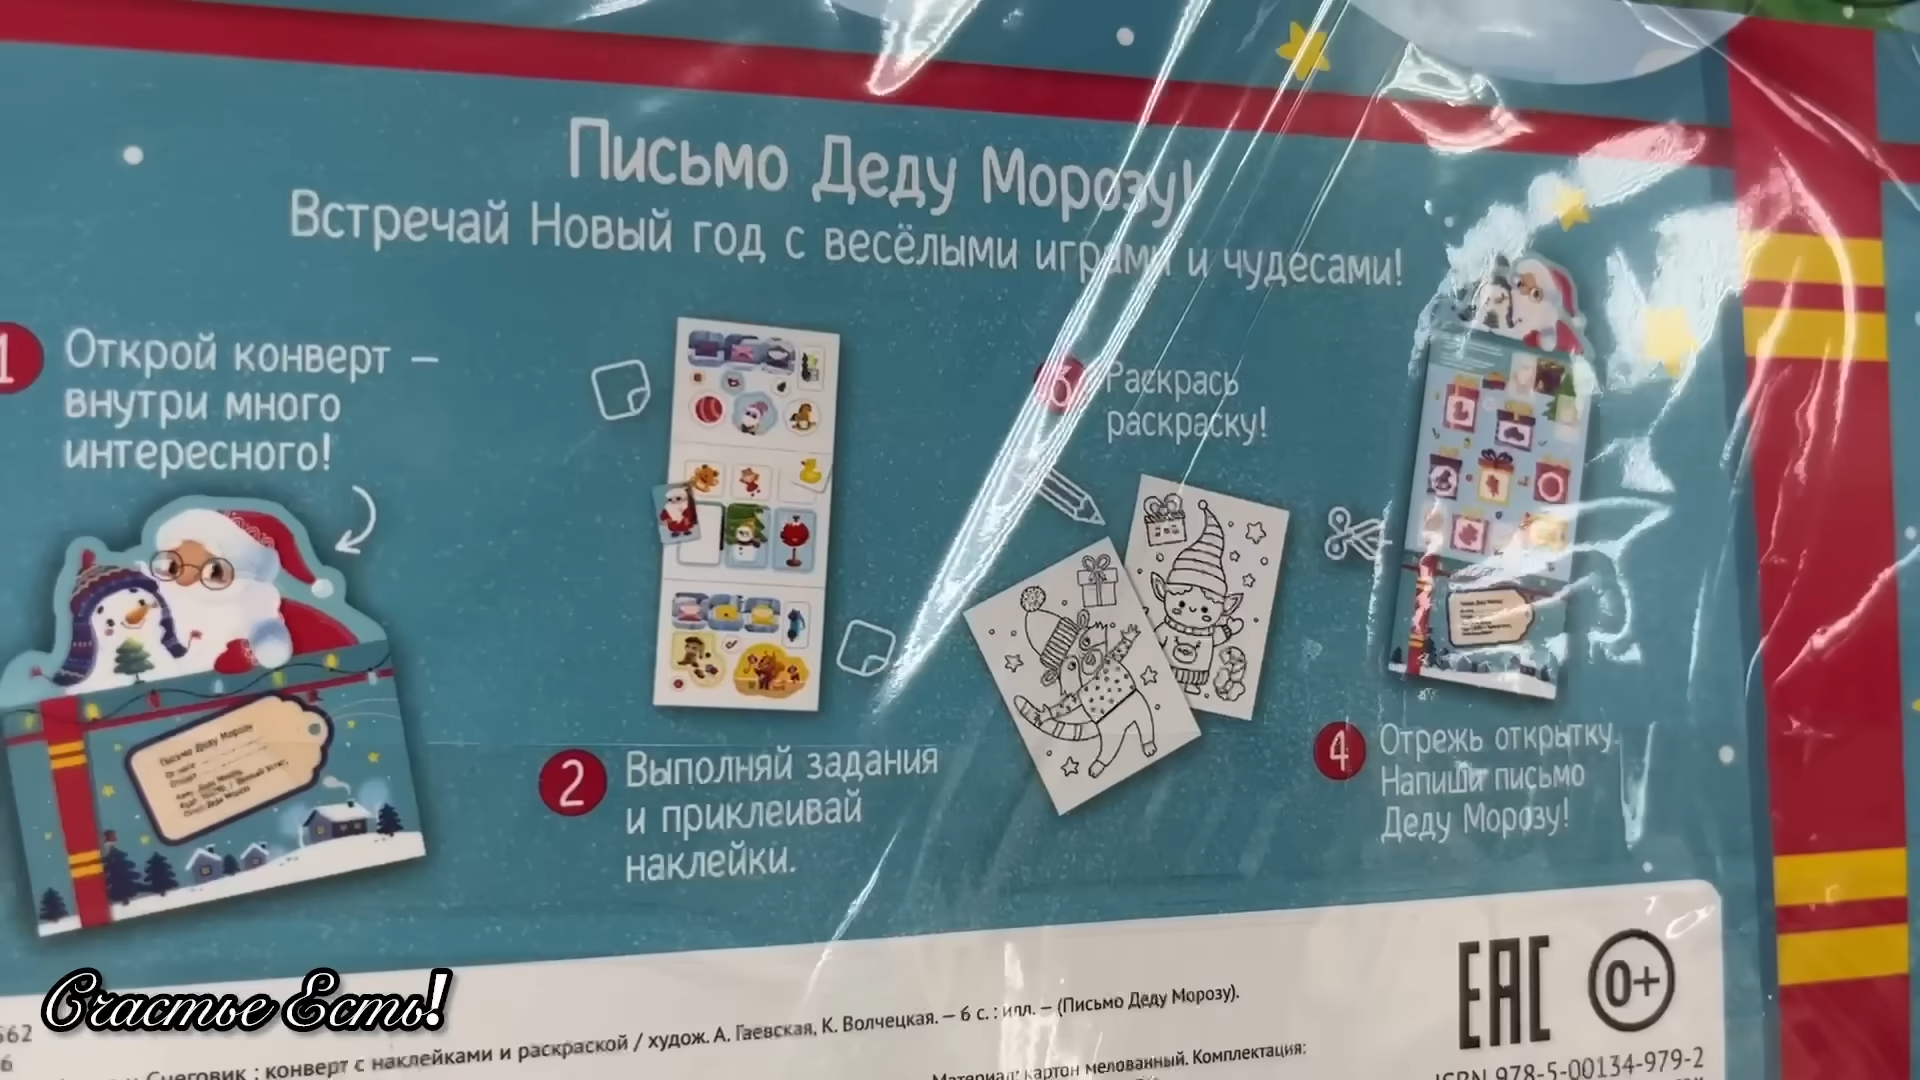 Письмо Деду Морозу!
Встречай Новый год с весёлыми играми и чудесами!
1
Открой конверт –
внутри много
интересного!
2
Выполняй задания
и приклеивай
наклейки.
3
Раскрась
раскраску!
4
Отрежь открытку.
Напиши письмо
Деду Морозу!
Письмо Деду Морозу
ЕАС
0+
Счастье Есть!
562
6
Снеговик : конверт с наклейками и раскраской / худож. А. Гаевская, К. Волчецкая. – 6 с. : илл. – (Письмо Деду Морозу).
Материал: картон мелованный. Комплектация:
ISBN 978-5-00134-979-2